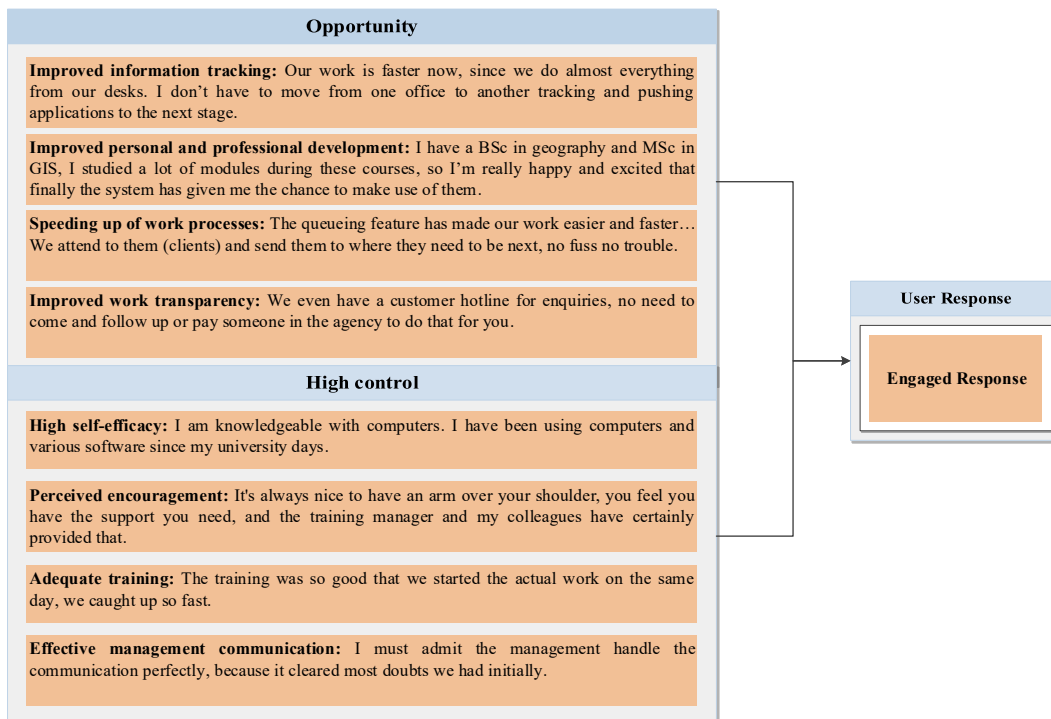 Opportunity
Improved information tracking: Our work is faster now, since we do almost everything
from our desks. I don’t have to move from one office to another tracking and pushing
applications to the next stage.
Improved personal and professional development: I have a BSc in geography and MSc in
GIS, I studied a lot of modules during these courses, so I’m really happy and excited that
finally the system has given me the chance to make use of them.
Speeding up of work processes: The queueing feature has made our work easier and faster…
We attend to them (clients) and send them to where they need to be next, no fuss no trouble.
Improved work transparency: We even have a customer hotline for enquiries, no need to
come and follow up or pay someone in the agency to do that for you.
High control
High self-efficacy: I am knowledgeable with computers. I have been using computers and
various software since my university days.
Perceived encouragement: It's always nice to have an arm over your shoulder, you feel you
have the support you need, and the training manager and my colleagues have certainly
provided that.
Adequate training: The training was so good that we started the actual work on the same
day, we caught up so fast.
Effective management communication: I must admit the management handle the
communication perfectly, because it cleared most doubts we had initially.
User Response
Engaged Response